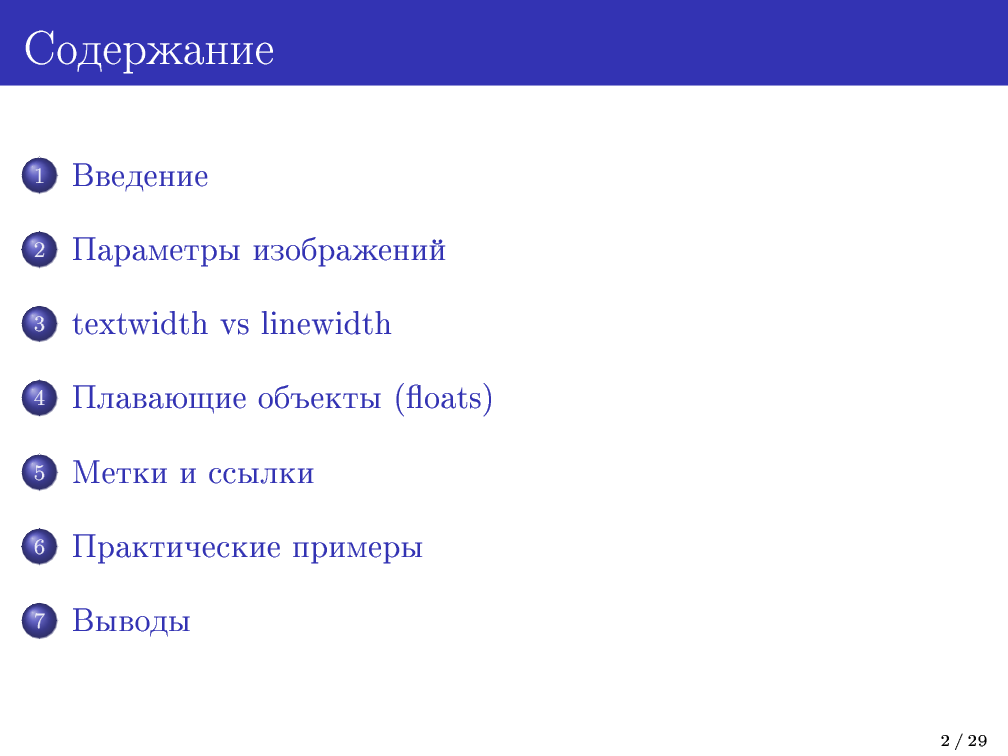 Содержание
1 Введение
2 Параметры изображений
3 textwidth vs linewidth
4 Плавающие объекты (floats)
5 Метки и ссылки
6 Практические примеры
7 Выводы
2 / 29